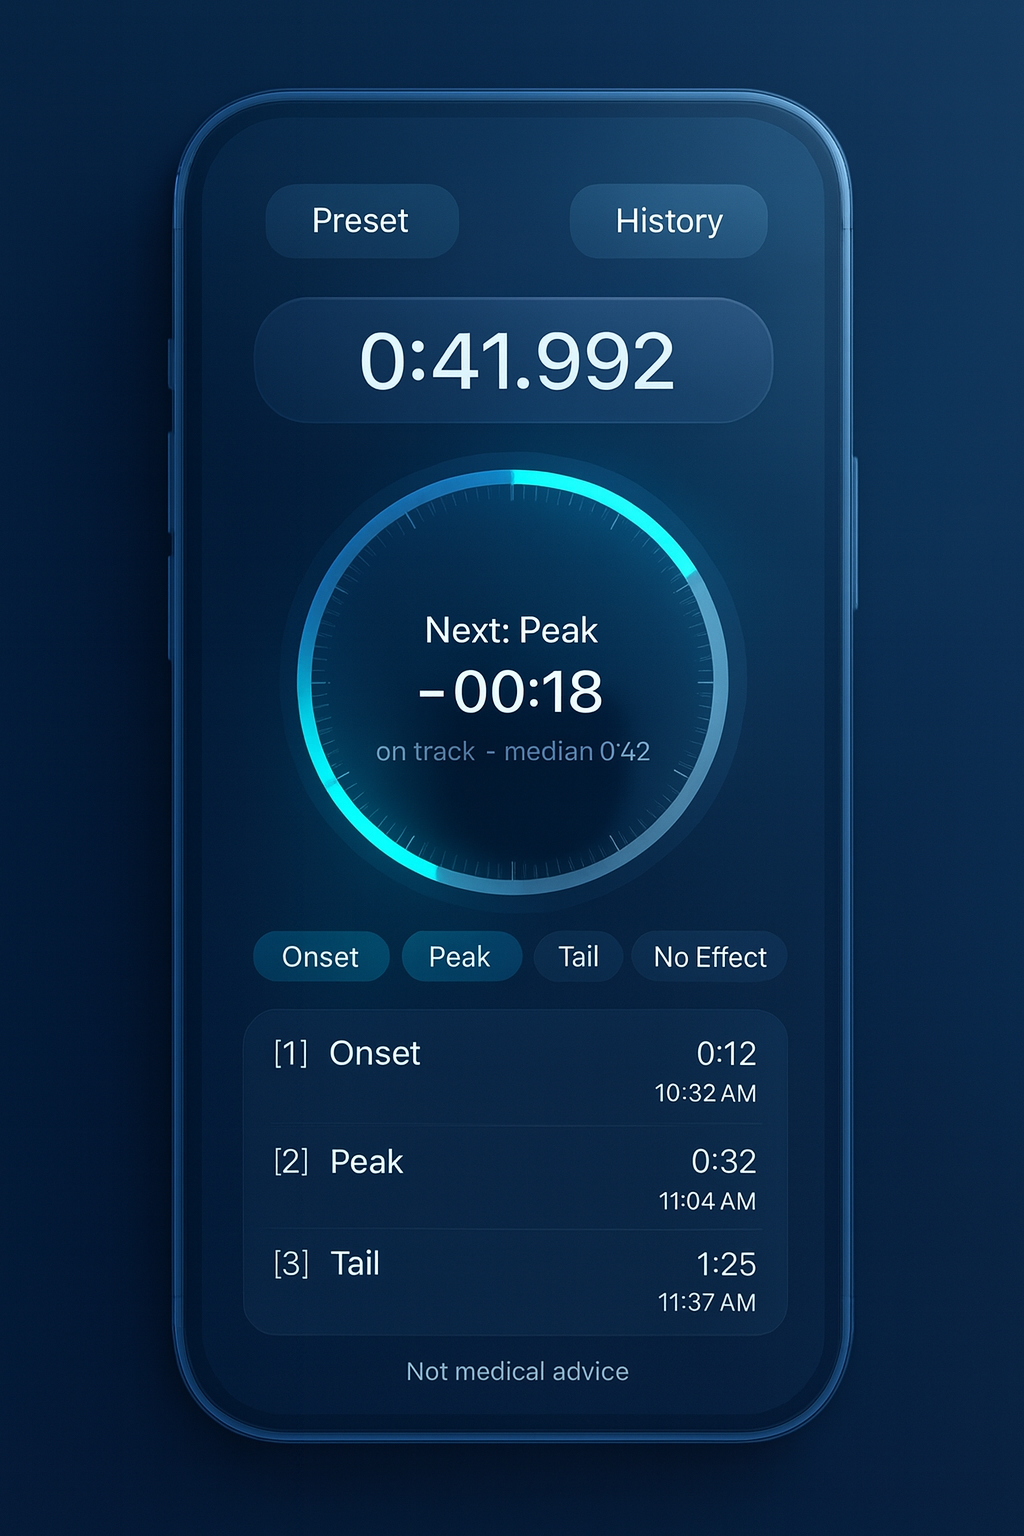 Preset
History
0:41.992
Next: Peak
-00:18
on track - median 0'42
Onset
Peak
Tail
No Effect
[1] Onset 0:12
10:32 AM
[2] Peak 0:32
11:04 AM
[3] Tail 1:25
11:37 AM
Not medical advice